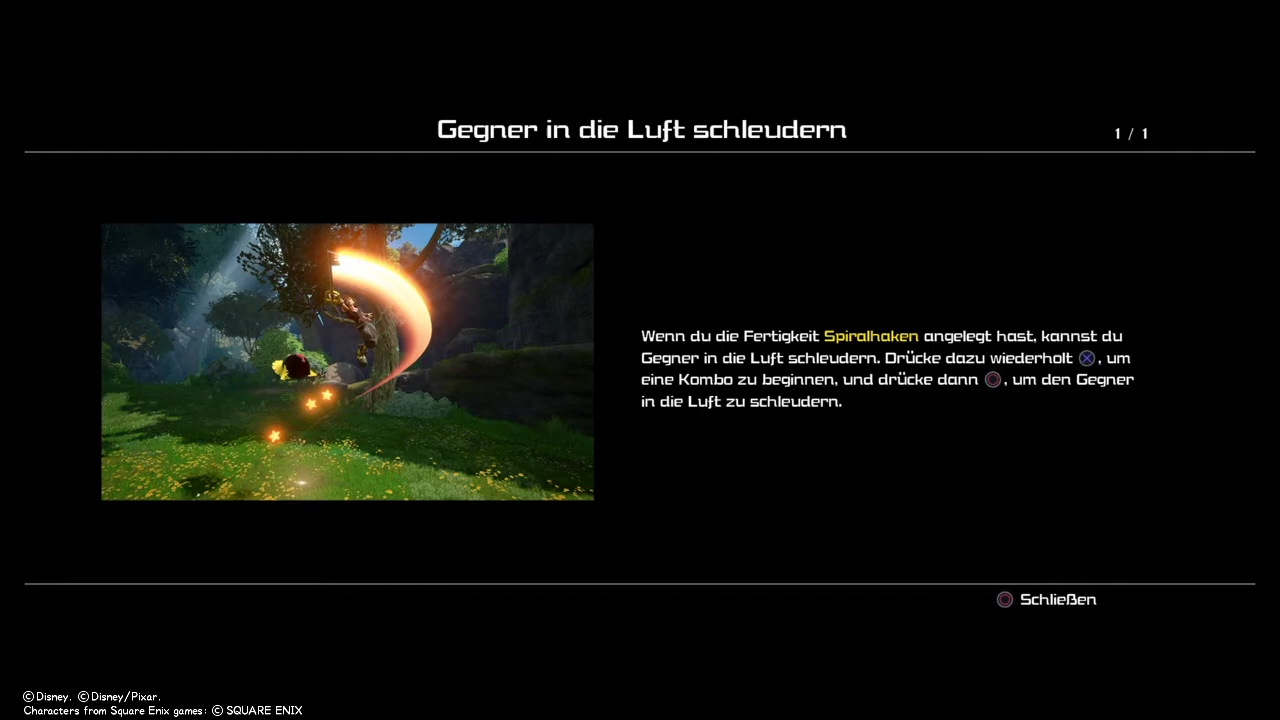 Gegner in die Luft schleudern
1 / 1
Wenn du die Fertigkeit Spiralhaken angelegt hast, kannst du
Gegner in die Luft schleudern. Drücke dazu wiederholt Ⓧ, um
eine Kombo zu beginnen, und drücke dann ◯, um den Gegner
in die Luft zu schleudern.
◯ Schließen
©Disney. ©Disney/Pixar.
Characters from Square Enix games: © SQUARE ENIX